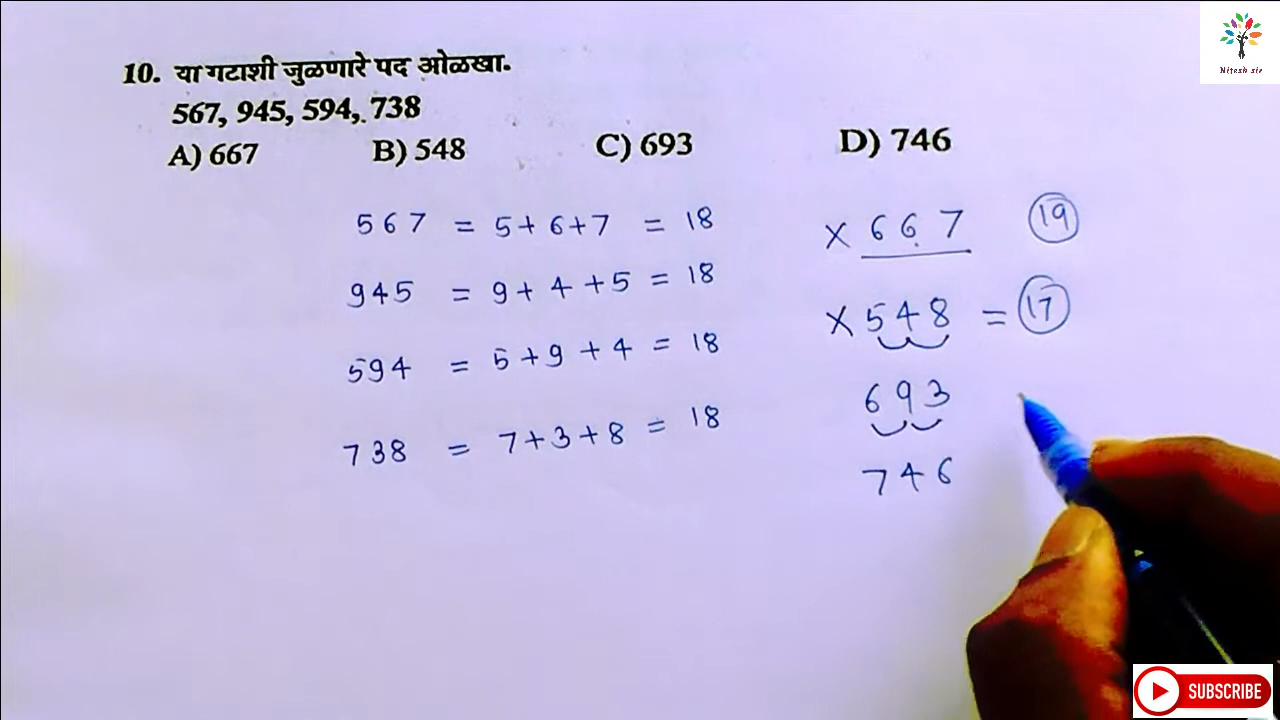 10. या गटाशी जुळणारे पद ओळखा.
567, 945, 594, 738
A) 667 B) 548 C) 693 D) 746
567 = 5+6+7 = 18
945 = 9+4+5 = 18
594 = 5+9+4 = 18
738 = 7+3+8 = 18
× 667 19
× 548 = 17
693
746
Nitesh sir
SUBSCRIBE